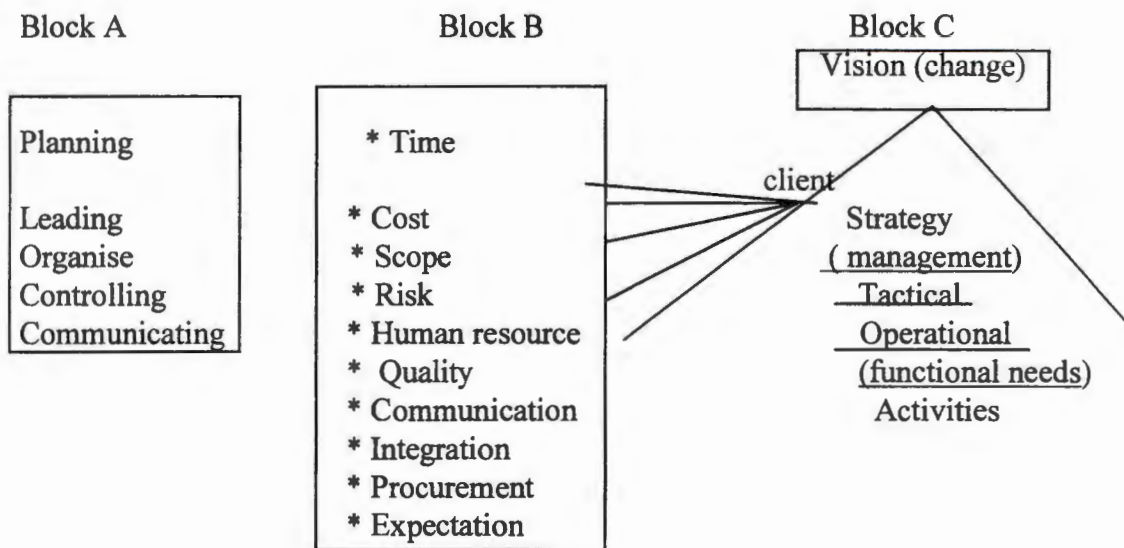 Block A
Planning
Leading
Organise
Controlling
Communicating
Block B
* Time
* Cost
* Scope
* Risk
* Human resource
* Quality
* Communication
* Integration
* Procurement
* Expectation
Block C
Vision (change)
client
Strategy
( management)
Tactical
Operational
(functional needs)
Activities